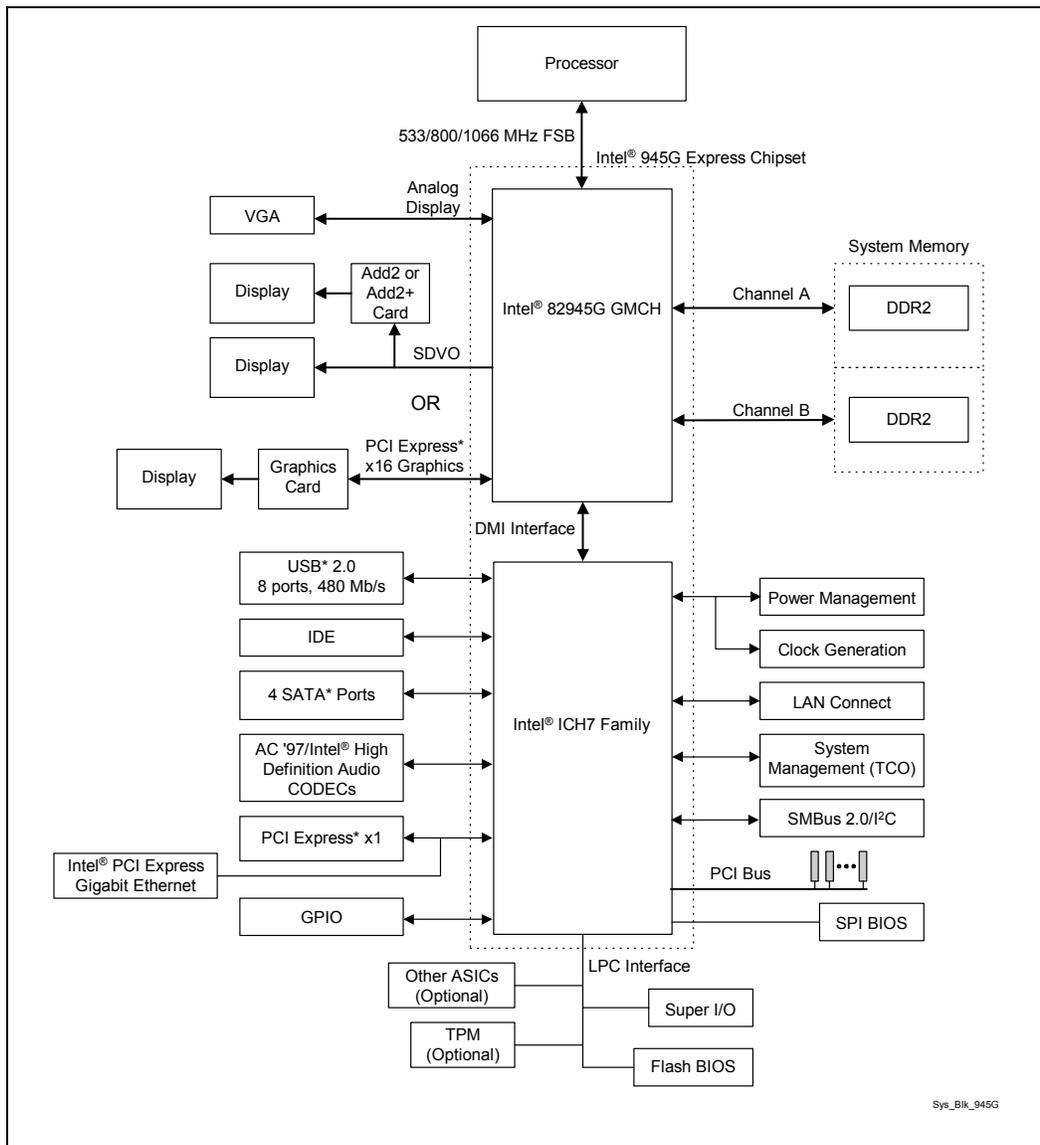 Processor
533/800/1066 MHz FSB
Intel® 945G Express Chipset
Analog
Display
VGA
System Memory
Add2 or
Add2+
Card
Display
Intel® 82945G GMCH
Channel A
DDR2
SDVO
Display
OR
Channel B
DDR2
PCI Express*
x16 Graphics
Graphics
Card
Display
DMI Interface
USB* 2.0
8 ports, 480 Mb/s
Power Management
IDE
Clock Generation
4 SATA* Ports
LAN Connect
Intel® ICH7 Family
AC '97/Intel® High
Definition Audio
CODECs
System
Management (TCO)
PCI Express* x1
SMBus 2.0/I²C
Intel® PCI Express
Gigabit Ethernet
PCI Bus
GPIO
SPI BIOS
LPC Interface
Other ASICs
(Optional)
Super I/O
TPM
(Optional)
Flash BIOS
Sys_Blk_945G